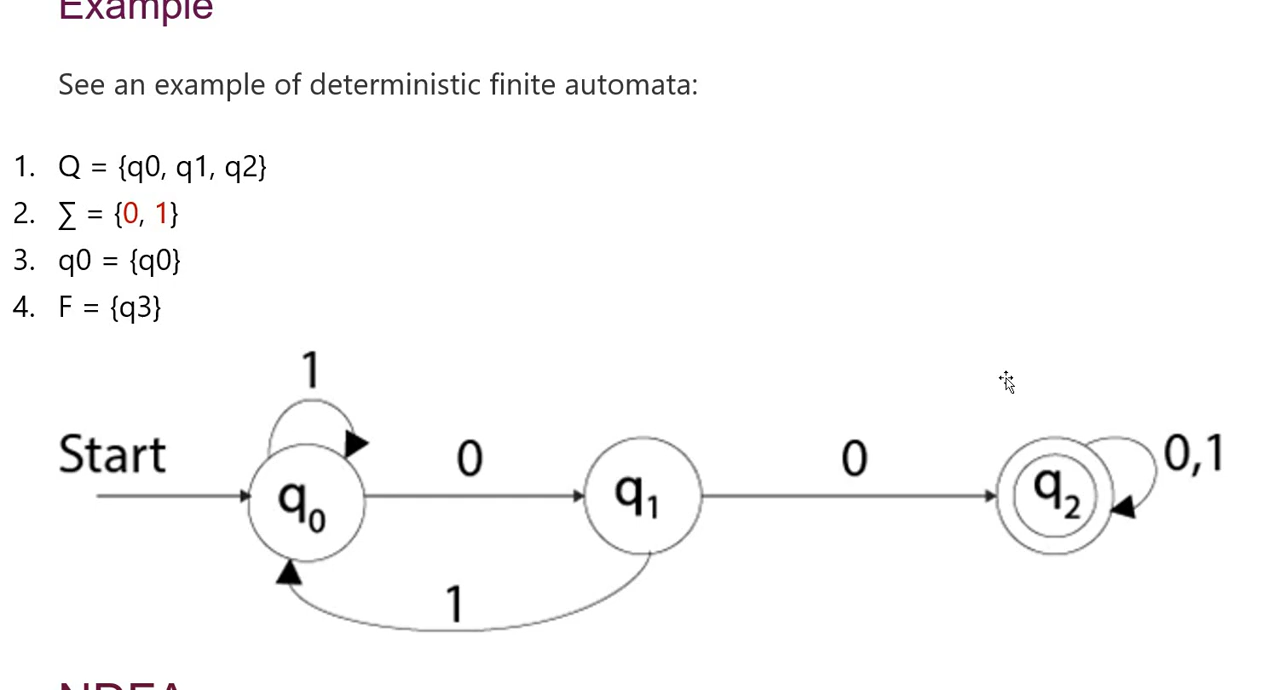 Example
See an example of deterministic finite automata:
1. Q = {q0, q1, q2}
2. ∑ = {0, 1}
3. q0 = {q0}
4. F = {q3}
1
Start
0
0
0,1
q0
q1
q2
1
NDFA